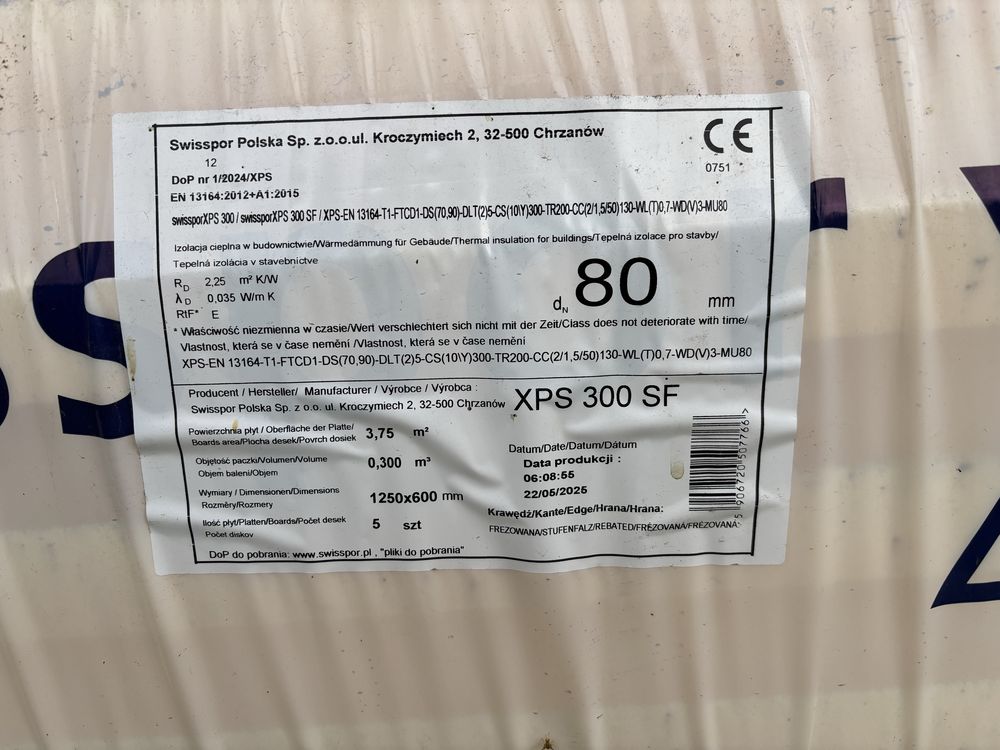 Swisspor Polska Sp. z.o.o.ul. Kroczymiech 2, 32-500 Chrzanów
CE
12
0751
DoP nr 1/2024/XPS
EN 13164:2012+A1:2015
swissporXPS 300 / swissporXPS 300 SF / XPS-EN 13164-T1-FTCD1-DS(70,90)-DLT(2)5-CS(10\Y)300-TR200-CC(2/1,5/50)130-WL(T)0,7-WD(V)3-MU80
Izolacja cieplna w budownictwie/Wärmedämmung für Gebäude/Thermal insulation for buildings/Tepelná izolace pro stavby/
Tepelná izolácia v stavebníctve
RD 2,25 m² K/W
λD 0,035 W/m K
RtF* E
dN 80 mm
* Właściwość niezmienna w czasie/Wert verschlechtert sich nicht mit der Zeit/Class does not deteriorate with time/
Vlastnost, která se v čase nemění /Vlastnost, która se v čase nemění
XPS-EN 13164-T1-FTCD1-DS(70,90)-DLT(2)5-CS(10\Y)300-TR200-CC(2/1,5/50)130-WL(T)0,7-WD(V)3-MU80
Producent / Hersteller/ Manufacturer / Výrobce / Výrobca :
Swisspor Polska Sp. z o.o. ul. Kroczymiech 2, 32-500 Chrzanów
XPS 300 SF
Powierzchnia płyt / Oberfläche der Platte/
Boards area/Plocha desek/Povrch dosiek
3,75 m²
Objętość paczki/Volumen/Volume
Objem balení/Objem
0,300 m³
Wymiary / Dimensionen/Dimensions
Rozměry/Rozmery
1250x600 mm
Ilość płyt/Platten/Boards/Počet desek
Počet diskov
5 szt
Datum/Date/Datum/Dátum
Data produkcji :
06:08:55
22/05/2025
Krawędź/Kante/Edge/Hrana/Hrana:
FREZOWANA/STUFENFALZ/REBATED/FRÉZOVANÁ/FRÉZOVANÁ:
5 906720 507766 >
DoP do pobrania: www.swisspor.pl , "pliki do pobrania"